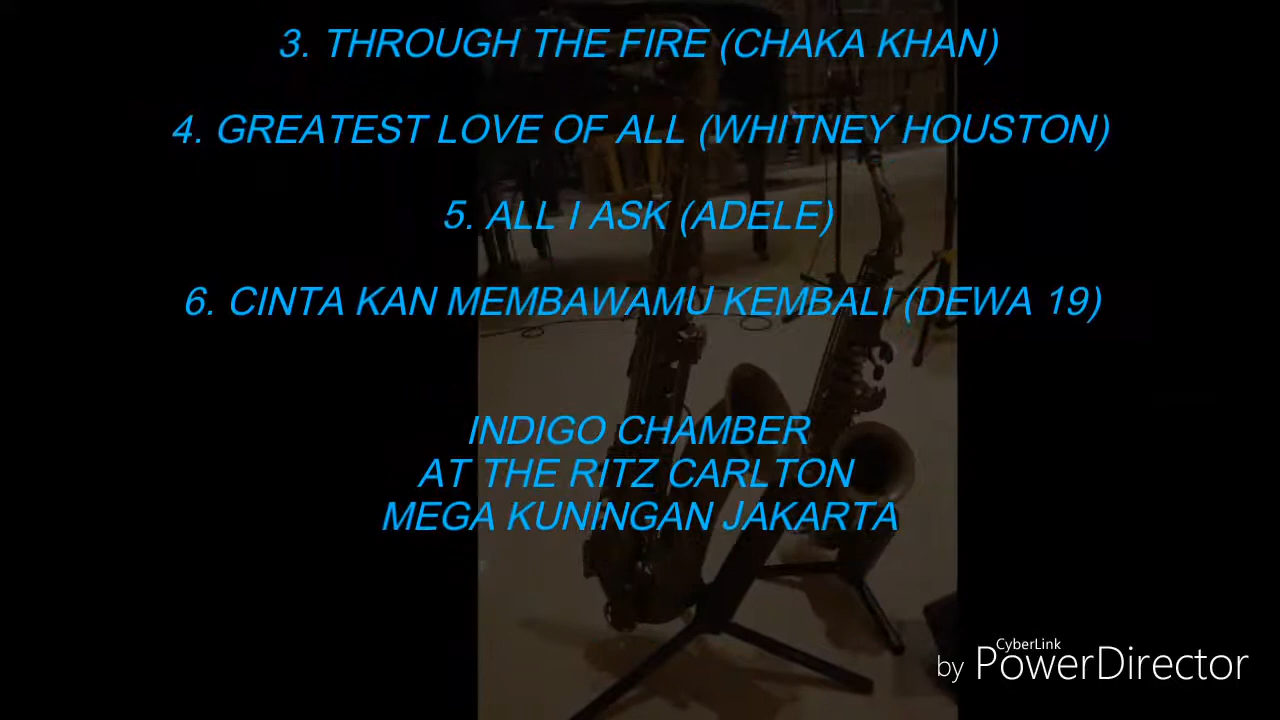 3. THROUGH THE FIRE (CHAKA KHAN)
4. GREATEST LOVE OF ALL (WHITNEY HOUSTON)
5. ALL I ASK (ADELE)
6. CINTA KAN MEMBAWAMU KEMBALI (DEWA 19)
INDIGO CHAMBER
AT THE RITZ CARLTON
MEGA KUNINGAN JAKARTA
CyberLink
by PowerDirector